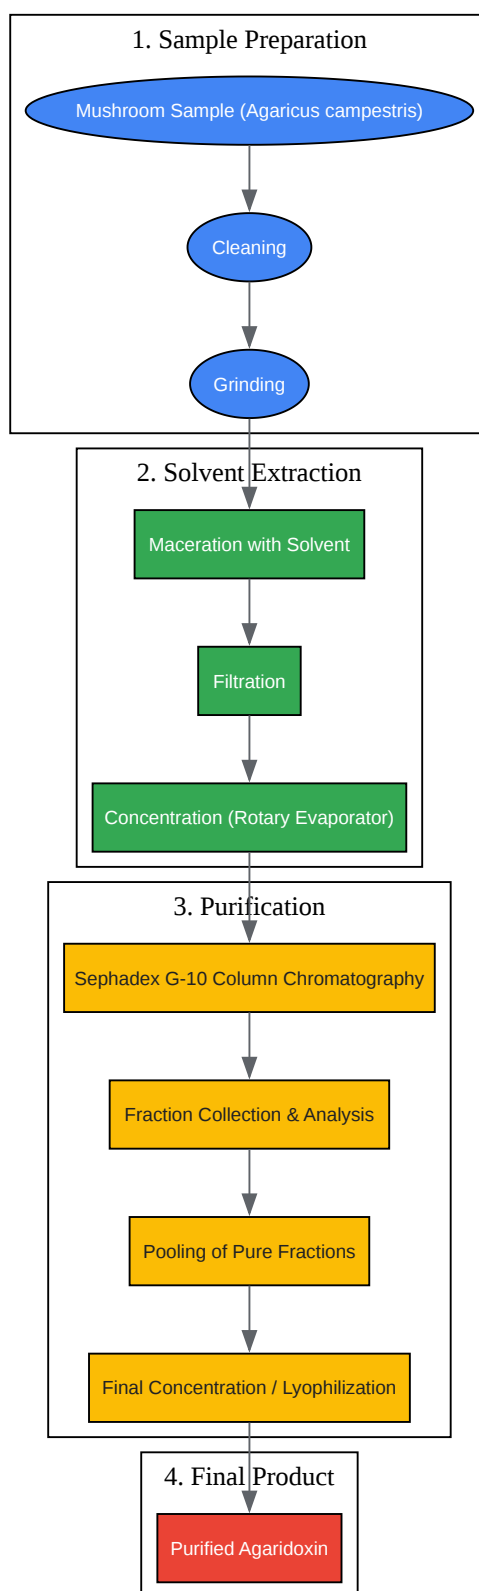 1. Sample Preparation
Mushroom Sample (Agaricus campestris)
Cleaning
Grinding
2. Solvent Extraction
Maceration with Solvent
Filtration
Concentration (Rotary Evaporator)
3. Purification
Sephadex G-10 Column Chromatography
Fraction Collection & Analysis
Pooling of Pure Fractions
Final Concentration / Lyophilization
4. Final Product
Purified Agaridoxin